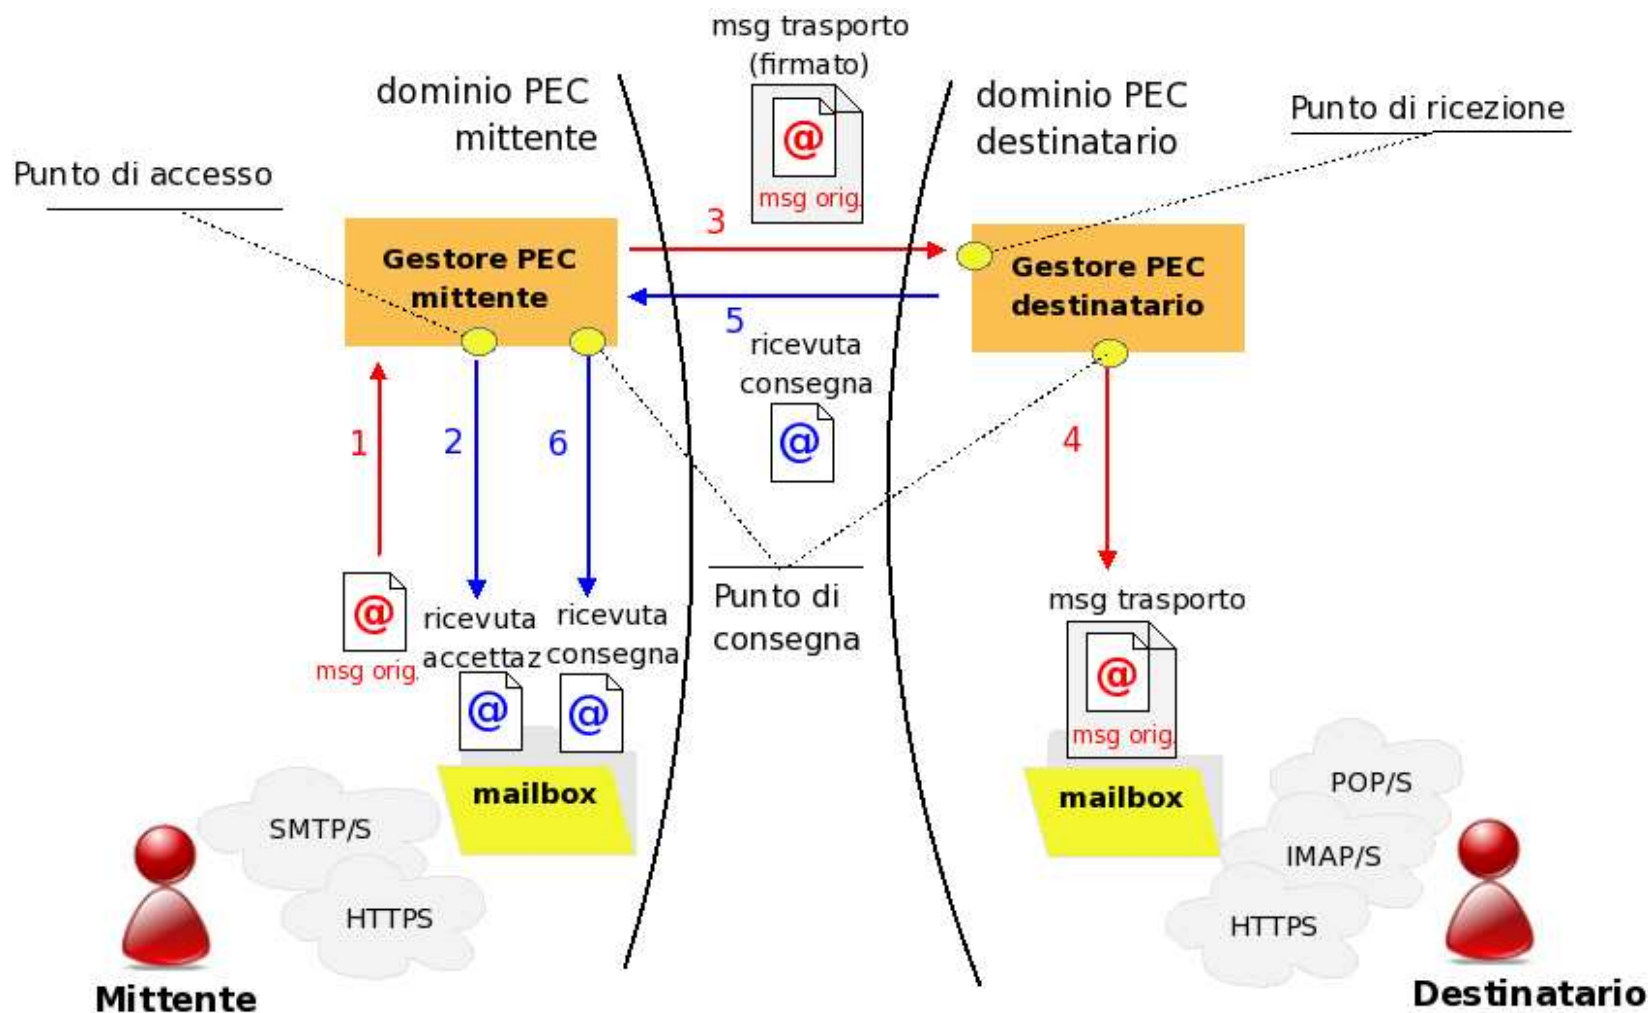 msg trasporto
(firmato)
@
msg orig.
dominio PEC
mittente
dominio PEC
destinatario
Punto di ricezione
Punto di accesso
3
Gestore PEC
mittente
Gestore PEC
destinatario
5
ricevuta
consegna
@
1
2
6
4
Punto di
consegna
@
msg orig.
ricevuta
accettaz
@
ricevuta
consegna
@
mailbox
msg trasporto
@
msg orig.
mailbox
SMTP/S
HTTPS
Mittente
POP/S
IMAP/S
HTTPS
Destinatario